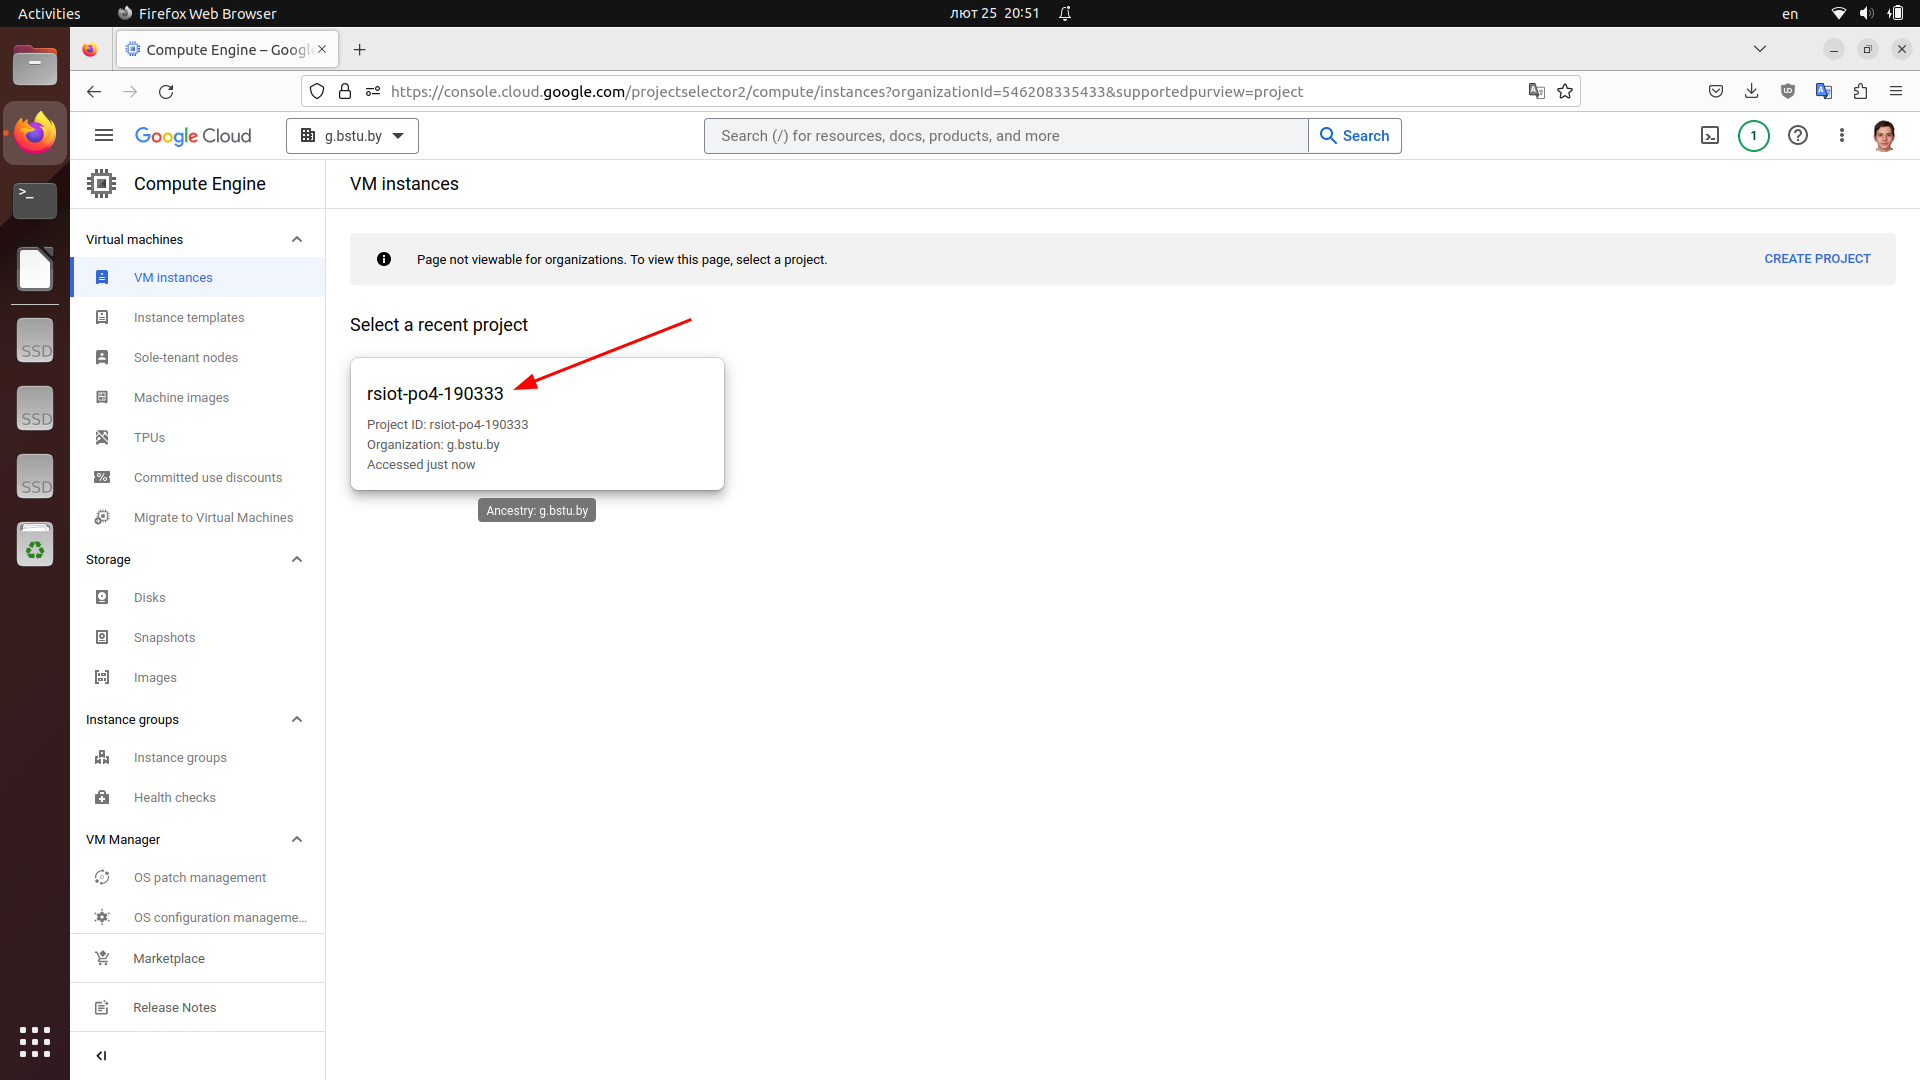 Activities
Firefox Web Browser
лют 25 20:51
en
Compute Engine – Googl
https://console.cloud.google.com/projectselector2/compute/instances?organizationId=546208335433&supportedpurview=project
Google Cloud
g.bstu.by
Search (/) for resources, docs, products, and more
Search
1
Compute Engine
VM instances
Virtual machines
VM instances
Instance templates
Sole-tenant nodes
Machine images
TPUs
Committed use discounts
Migrate to Virtual Machines
Storage
Disks
Snapshots
Images
Instance groups
Instance groups
Health checks
VM Manager
OS patch management
OS configuration manageme...
Marketplace
Release Notes
Page not viewable for organizations. To view this page, select a project.
CREATE PROJECT
Select a recent project
rsiot-po4-190333
Project ID: rsiot-po4-190333
Organization: g.bstu.by
Accessed just now
Ancestry: g.bstu.by
>_
SSD
SSD
SSD